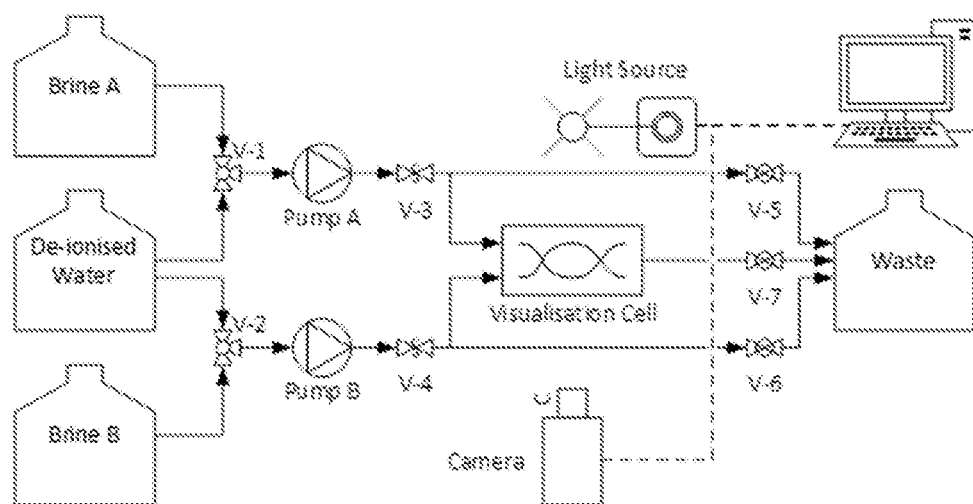 Brine A
Light Source
V-1
Pump A
V-3
V-5
De-ionised
Water
Waste
Visualisation Cell
V-7
V-2
Pump B
V-4
V-6
Brine B
Camera